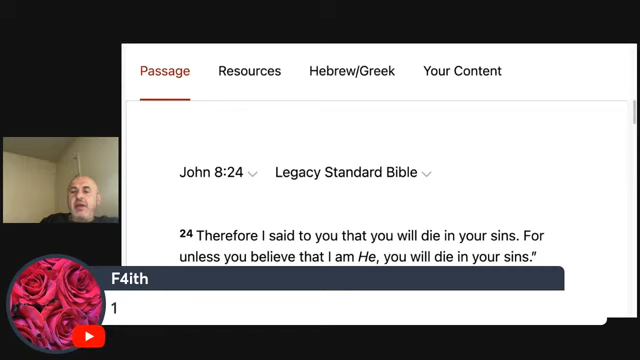 Passage Resources Hebrew/Greek Your Content
John 8:24 Legacy Standard Bible
24 Therefore I said to you that you will die in your sins. For
unless you believe that I am He, you will die in your sins.”
F4ith
1